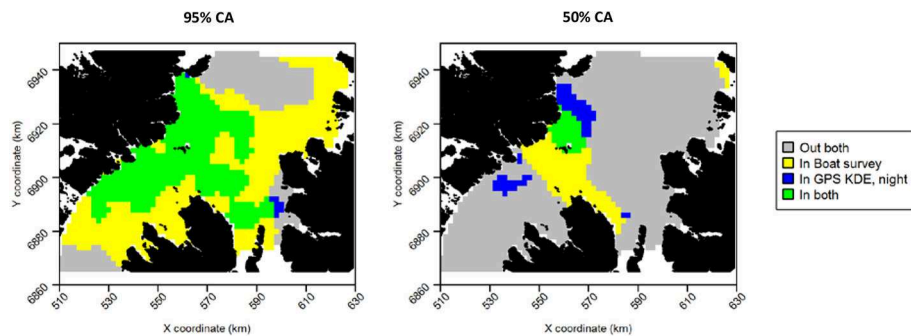 95% CA
50% CA
Y coordinate (km)
6940
6920
6900
6880
6860
510
530
550
570
590
610
630
X coordinate (km)
Y coordinate (km)
6940
6920
6900
6880
6860
510
530
550
570
590
610
630
X coordinate (km)
Out both
In Boat survey
In GPS KDE, night
In both